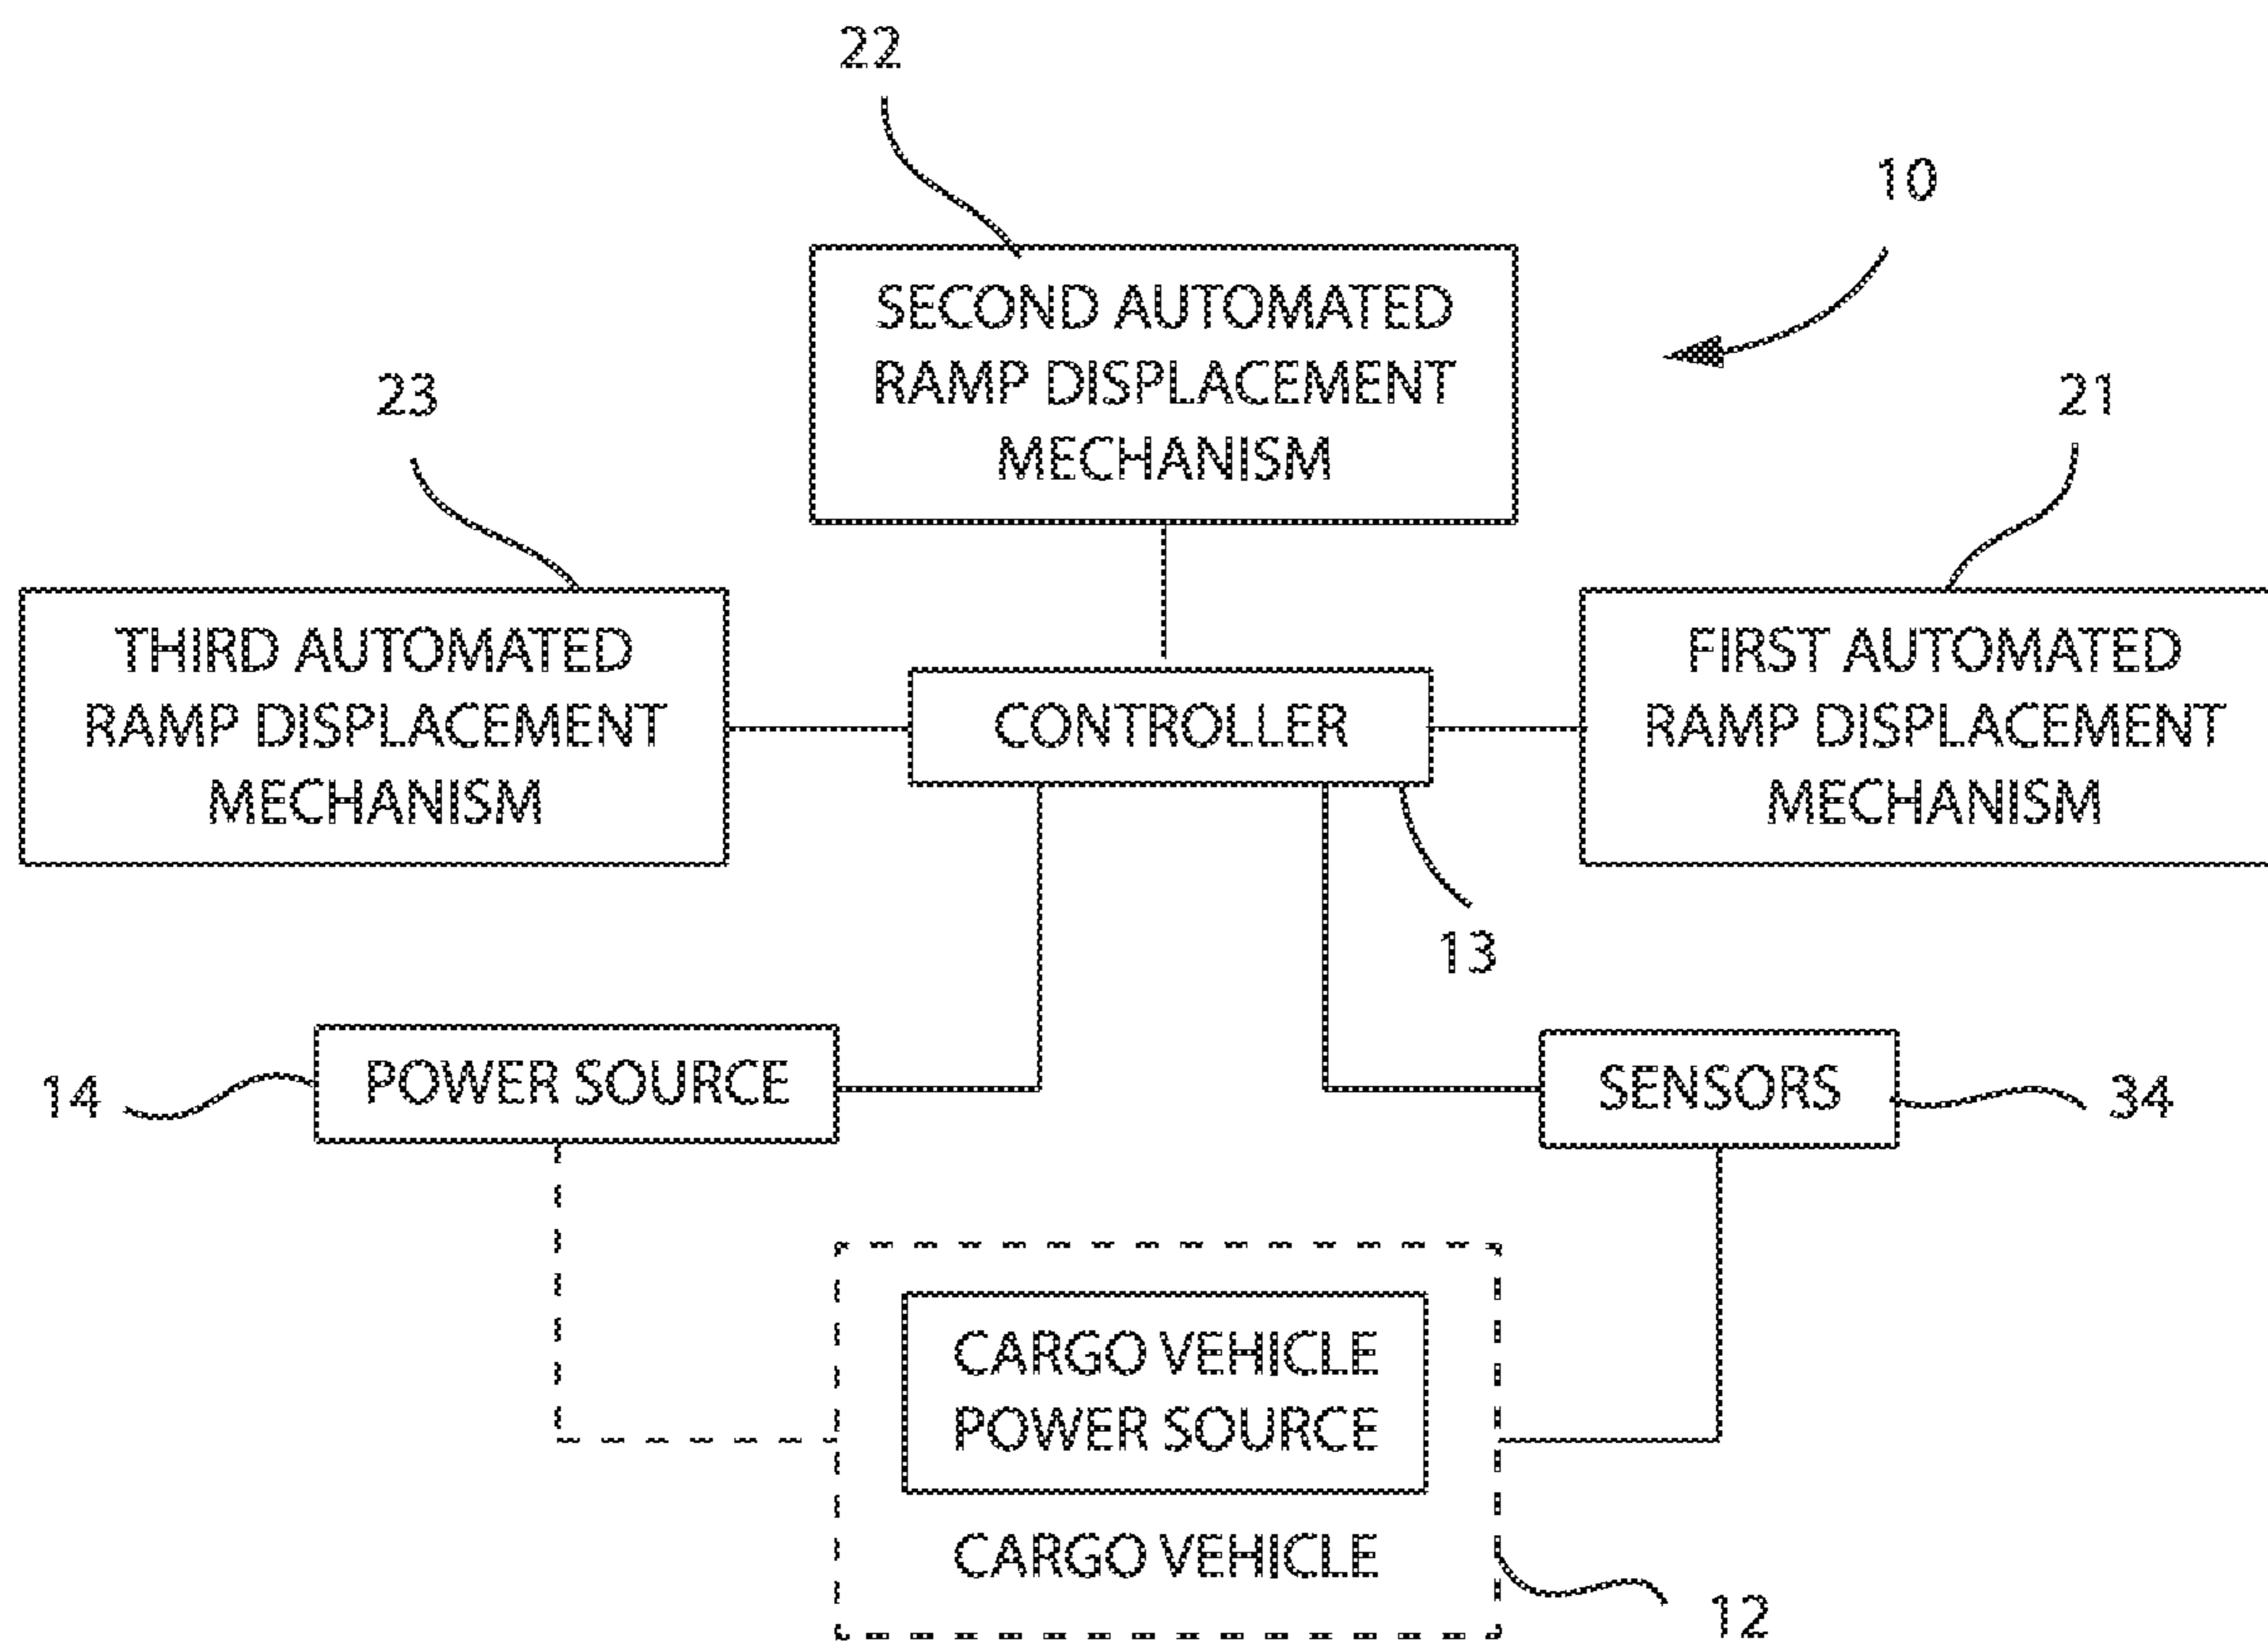 22
10
SECOND AUTOMATED
RAMP DISPLACEMENT
MECHANISM
23
21
THIRD AUTOMATED
RAMP DISPLACEMENT
MECHANISM
CONTROLLER
FIRST AUTOMATED
RAMP DISPLACEMENT
MECHANISM
13
14
POWER SOURCE
SENSORS
34
CARGO VEHICLE
POWER SOURCE
CARGO VEHICLE
12